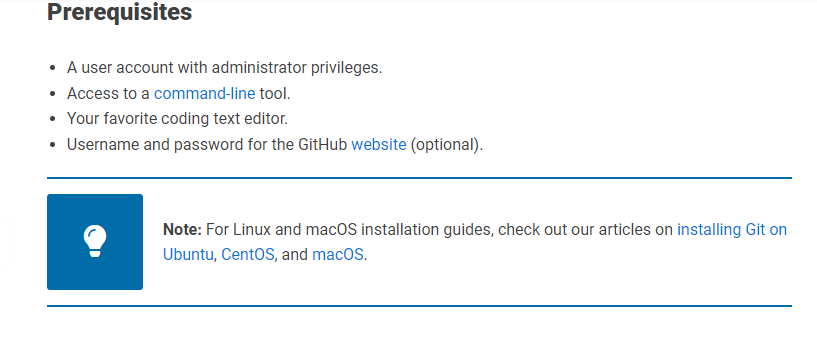 Prerequisites
A user account with administrator privileges.
Access to a command-line tool.
Your favorite coding text editor.
Username and password for the GitHub website (optional).
Note: For Linux and macOS installation guides, check out our articles on installing Git on
Ubuntu, CentOS, and macOS.